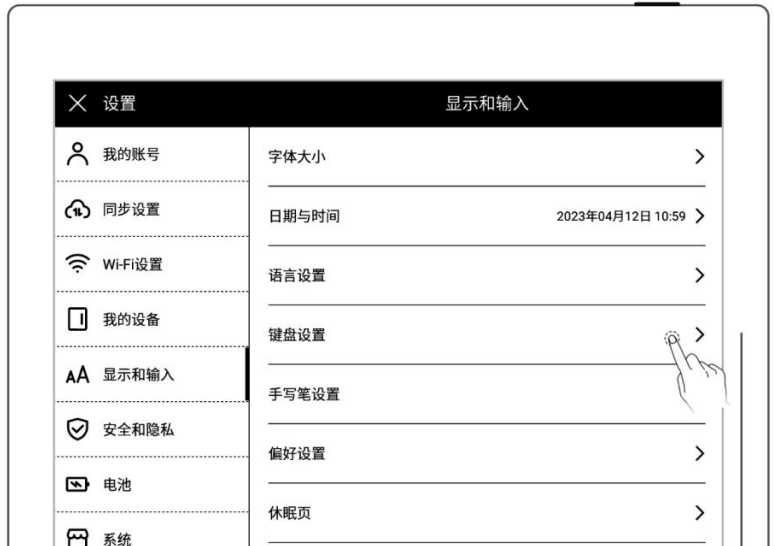 设置
显示和输入
我的账号
同步设置
Wi-Fi设置
我的设备
AA 显示和输入
安全和隐私
电池
系统
字体大小
日期与时间 2023年04月12日 10:59
语言设置
键盘设置
手写笔设置
偏好设置
休眠页